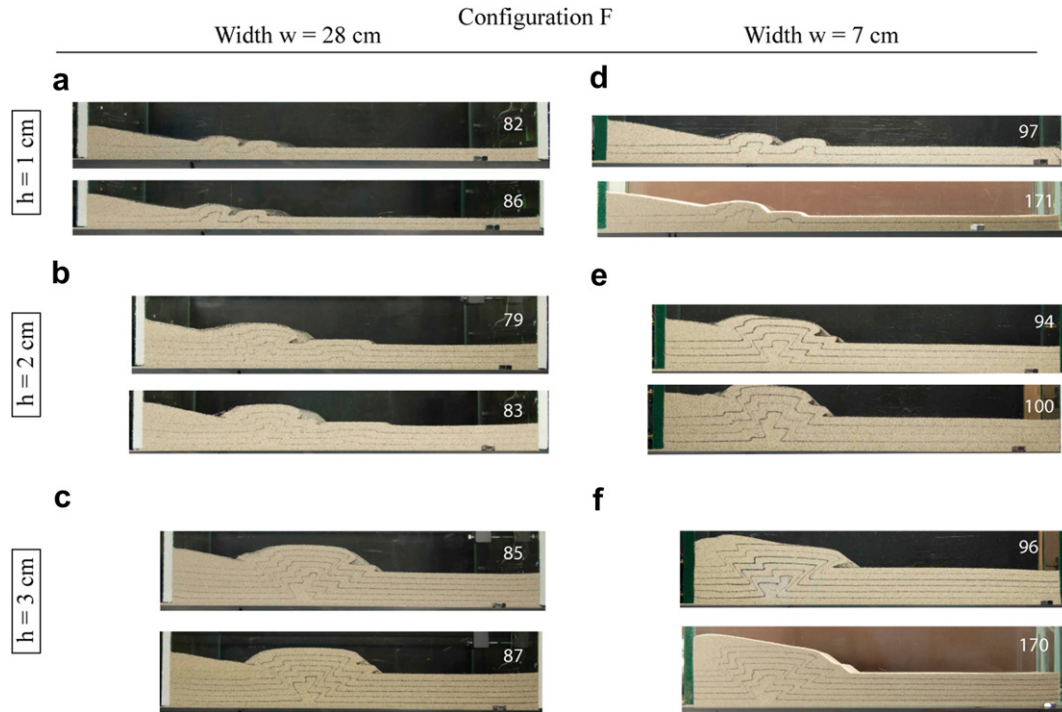 Configuration F
Width w = 28 cm
Width w = 7 cm
h = 1 cm
a
82
86
d
97
171
h = 2 cm
b
79
83
e
94
100
h = 3 cm
c
85
87
f
96
170